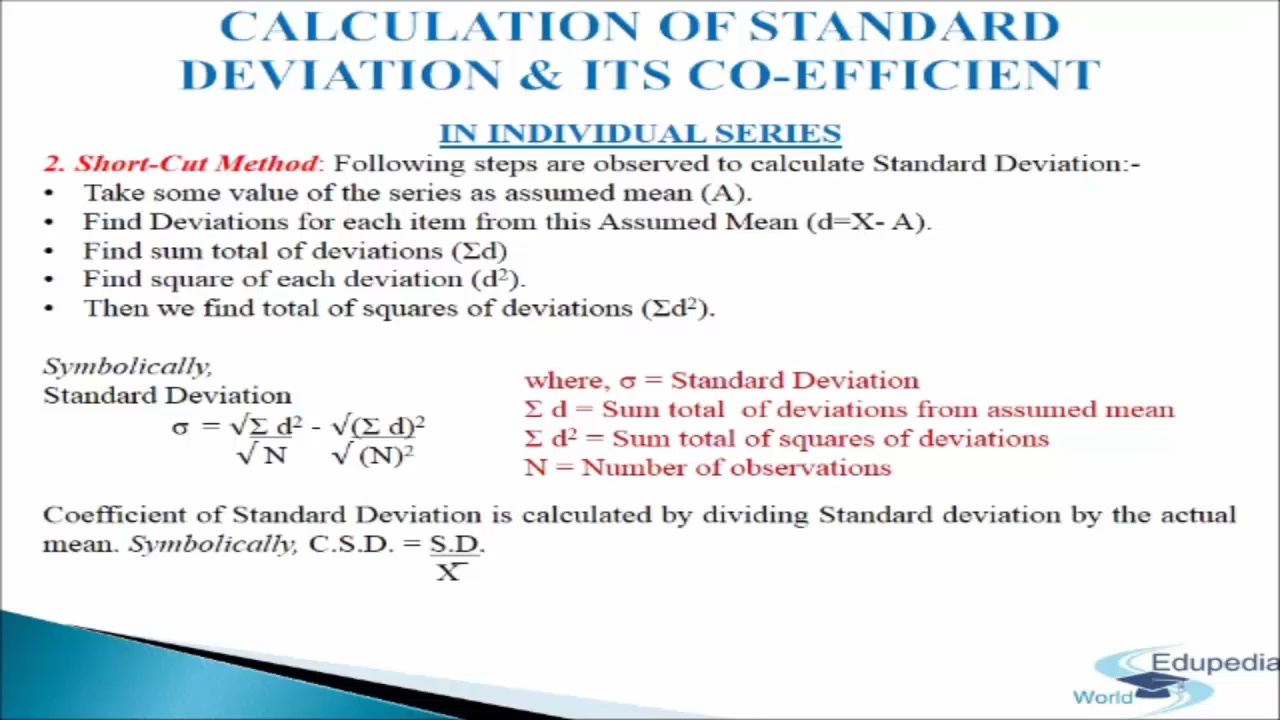 CALCULATION OF STANDARD
DEVIATION & ITS CO-EFFICIENT
IN INDIVIDUAL SERIES
2. Short-Cut Method: Following steps are observed to calculate Standard Deviation:-
• Take some value of the series as assumed mean (A).
• Find Deviations for each item from this Assumed Mean (d=X- A).
• Find sum total of deviations (Σd)
• Find square of each deviation (d²).
• Then we find total of squares of deviations (Σd²).
Symbolically,
Standard Deviation
σ = √Σ d² - √(Σ d)²
√ N √ (N)²
where, σ = Standard Deviation
Σ d = Sum total of deviations from assumed mean
Σ d² = Sum total of squares of deviations
N = Number of observations
Coefficient of Standard Deviation is calculated by dividing Standard deviation by the actual
mean. Symbolically, C.S.D. = S.D.
X̅
Edupedia
World